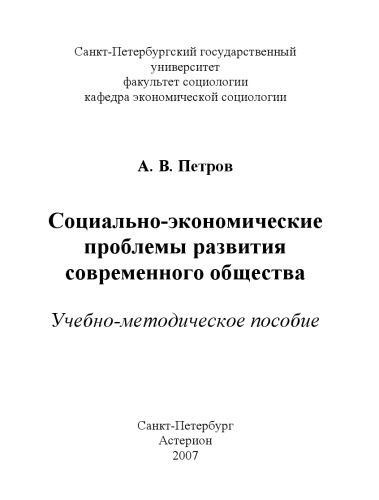 Санкт-Петербургский государственный
университет
факультет социологии
кафедра экономической социологии
А. В. Петров
Социально-экономические
проблемы развития
современного общества
Учебно-методическое пособие
Санкт-Петербург
Астерион
2007